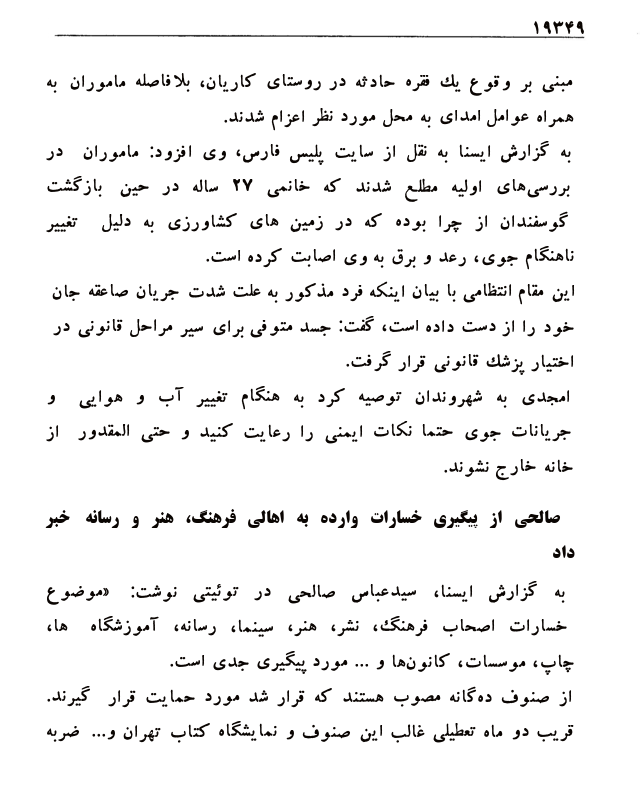 ۱۹۳۴۹
مبنی بر وقوع یك فقره حادثه در روستای کاریان، بلافاصله ماموران به
همراه عوامل امدای به محل مورد نظر اعزام شدند.
به گزارش ایسنا به نقل از سایت پلیس فارس، وی افزود: ماموران در
بررسی‌های اولیه مطلع شدند که خانمی ۲۷ ساله در حین بازگشت
گوسفندان از چرا بوده که در زمین های کشاورزی به دلیل تغییر
ناهنگام جوی، رعد و برق به وی اصابت کرده است.
این مقام انتظامی با بیان اینکه فرد مذکور به علت شدت جریان صاعقه جان
خود را از دست داده است، گفت: جسد متوفی برای سیر مراحل قانونی در
اختیار پزشك قانونی قرار گرفت.
امجدی به شهروندان توصیه کرد به هنگام تغییر آب و هوایی و
جریانات جوی حتما نکات ایمنی را رعایت کنید و حتی المقدور از
خانه خارج نشوند.
صالحی از پیگیری خسارات وارده به اهالی فرهنگ، هنر و رسانه خبر
داد
به گزارش ایسنا، سیدعباس صالحی در توئیتی نوشت: «موضوع
خسارات اصحاب فرهنگ، نشر، هنر، سینما، رسانه، آموزشگاه ها،
چاپ، موسسات، کانون‌ها و ... مورد پیگیری جدی است.
از صنوف ده‌گانه مصوب هستند که قرار شد مورد حمایت قرار گیرند.
قریب دو ماه تعطیلی غالب این صنوف و نمایشگاه کتاب تهران و... ضربه